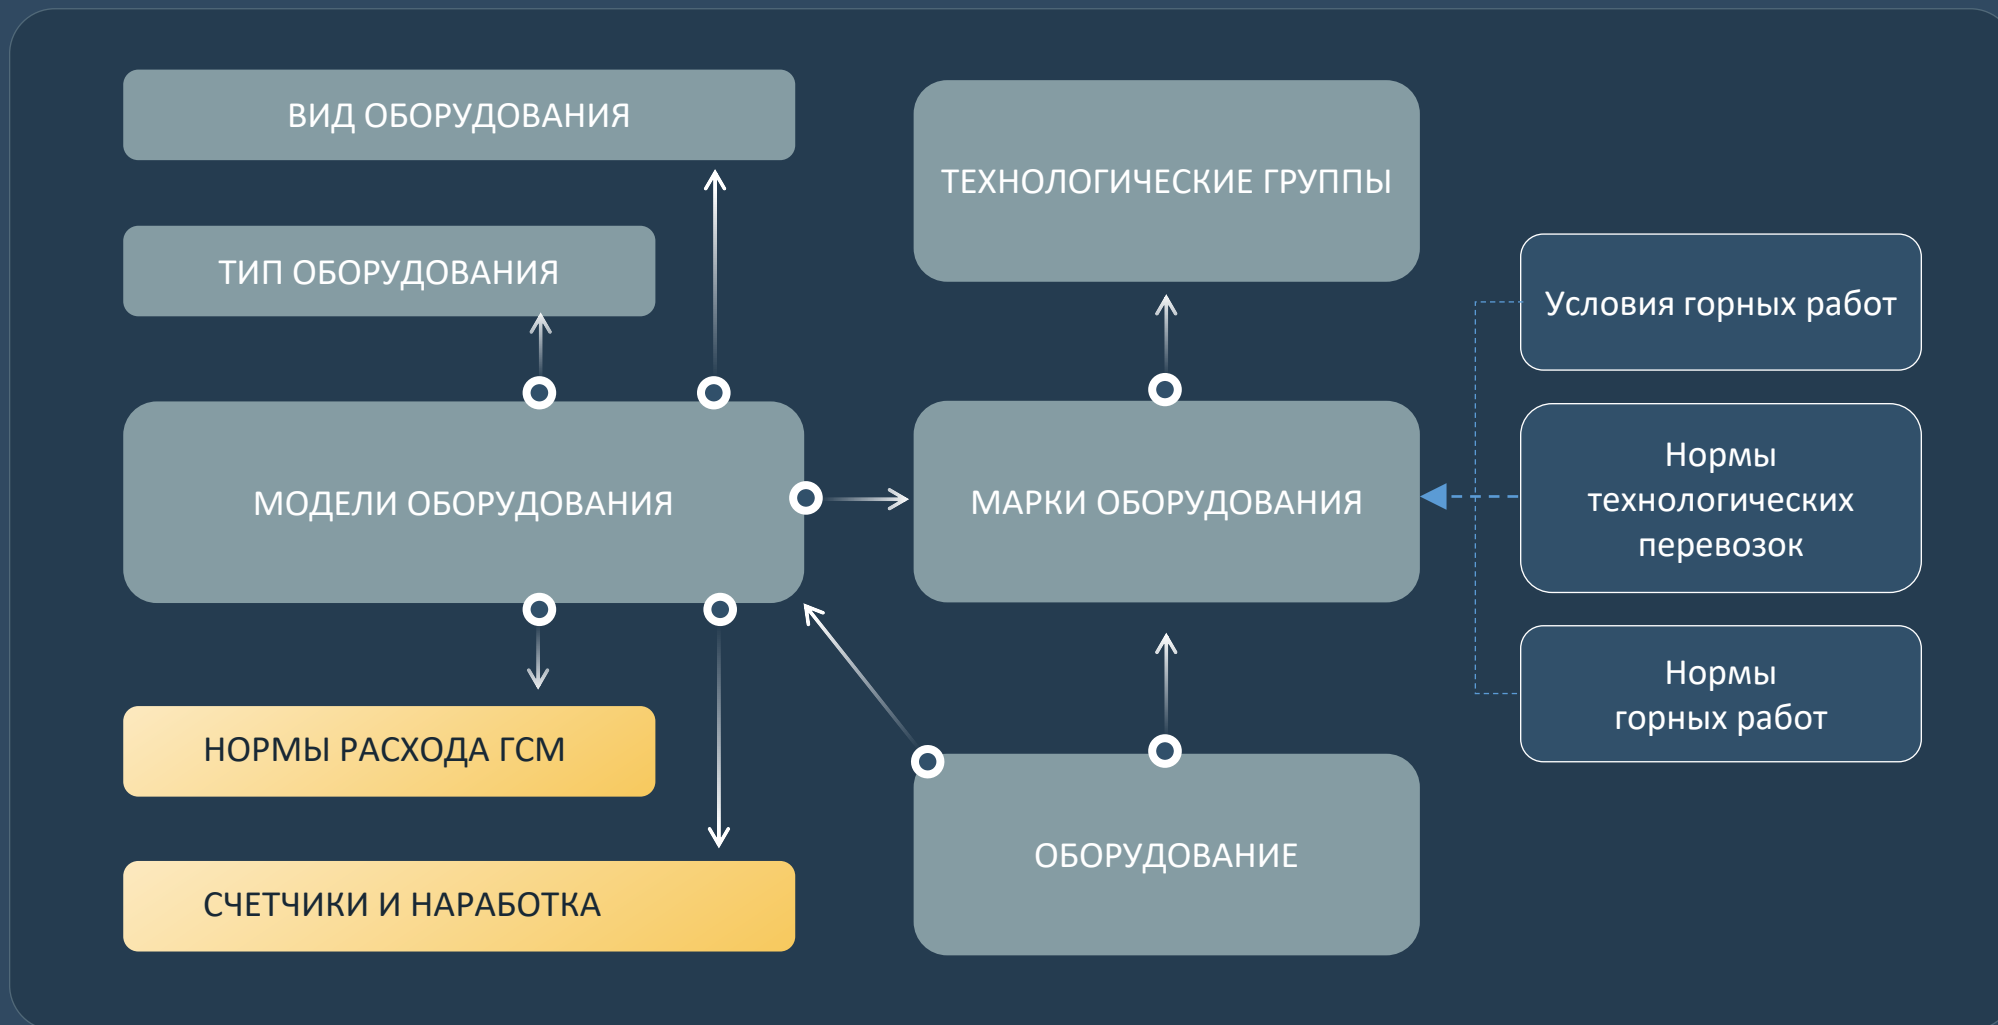 ВИД ОБОРУДОВАНИЯ
ТИП ОБОРУДОВАНИЯ
МОДЕЛИ ОБОРУДОВАНИЯ
НОРМЫ РАСХОДА ГСМ
СЧЕТЧИКИ И НАРАБОТКА
ТЕХНОЛОГИЧЕСКИЕ ГРУППЫ
МАРКИ ОБОРУДОВАНИЯ
ОБОРУДОВАНИЕ
Условия горных работ
Нормы
технологических
перевозок
Нормы
горных работ